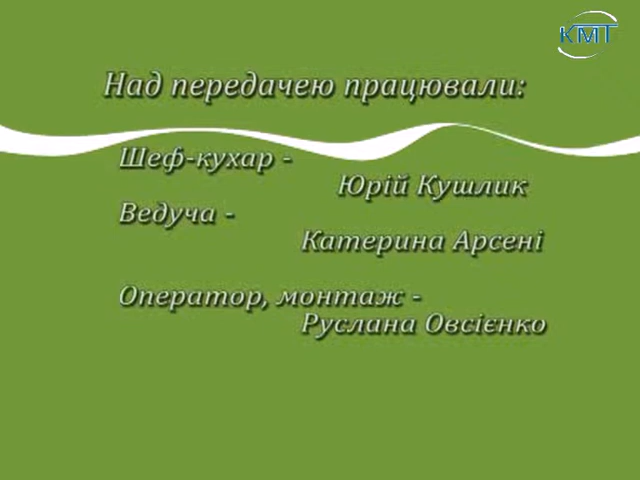 КМТ
Над передачею працювали:
Шеф-кухар -
Юрій Кушлик
Ведуча -
Катерина Арсені
Оператор, монтаж -
Руслана Овсієнко